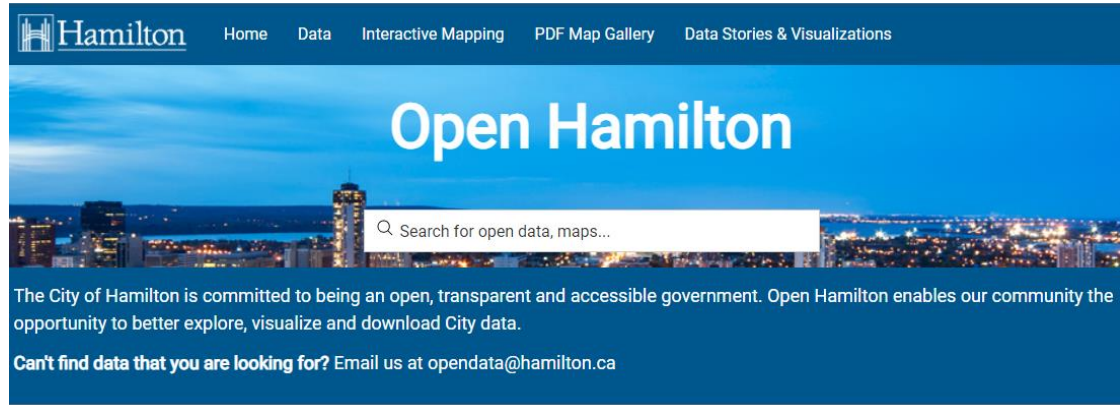 Hamilton Home Data Interactive Mapping PDF Map Gallery Data Stories & Visualizations
Open Hamilton
Search for open data, maps...
The City of Hamilton is committed to being an open, transparent and accessible government. Open Hamilton enables our community the
opportunity to better explore, visualize and download City data.
Can't find data that you are looking for? Email us at opendata@hamilton.ca